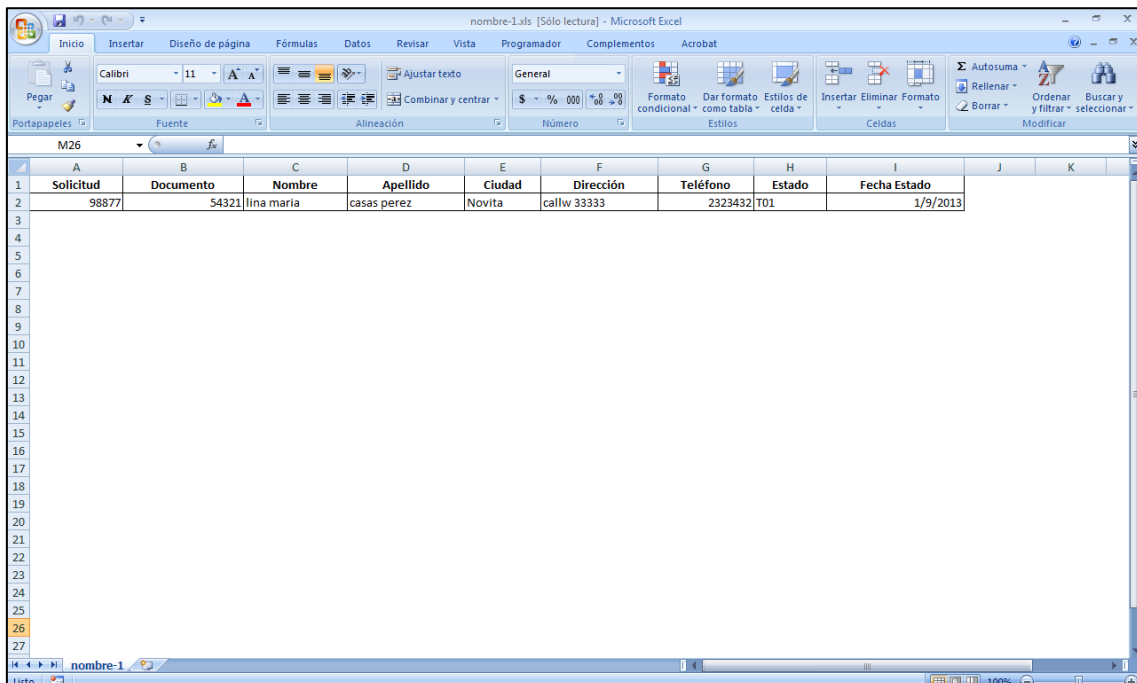 nombre-1.xls [Sólo lectura] - Microsoft Excel
Inicio Insertar Diseño de página Fórmulas Datos Revisar Vista Programador Complementos Acrobat
Pegar
Portapapeles
Calibri 11 A A
N K S A
Fuente
Ajustar texto
Combinar y centrar
Alineación
General
$ % 000
Número
Formato condicional
Dar formato como tabla
Estilos de celda
Estilos
Insertar Eliminar Formato
Celdas
Σ Autosuma
Rellenar
Borrar
Ordenar y filtrar
Buscar y seleccionar
Modificar
M26 fx
A B C D E F G H I J K
1 Solicitud Documento Nombre Apellido Ciudad Dirección Teléfono Estado Fecha Estado
2 98877 54321 lina maria casas perez Novita callw 33333 2323432 T01 1/9/2013
3
4
5
6
7
8
9
10
11
12
13
14
15
16
17
18
19
20
21
22
23
24
25
26
27
nombre-1
Listo 100%